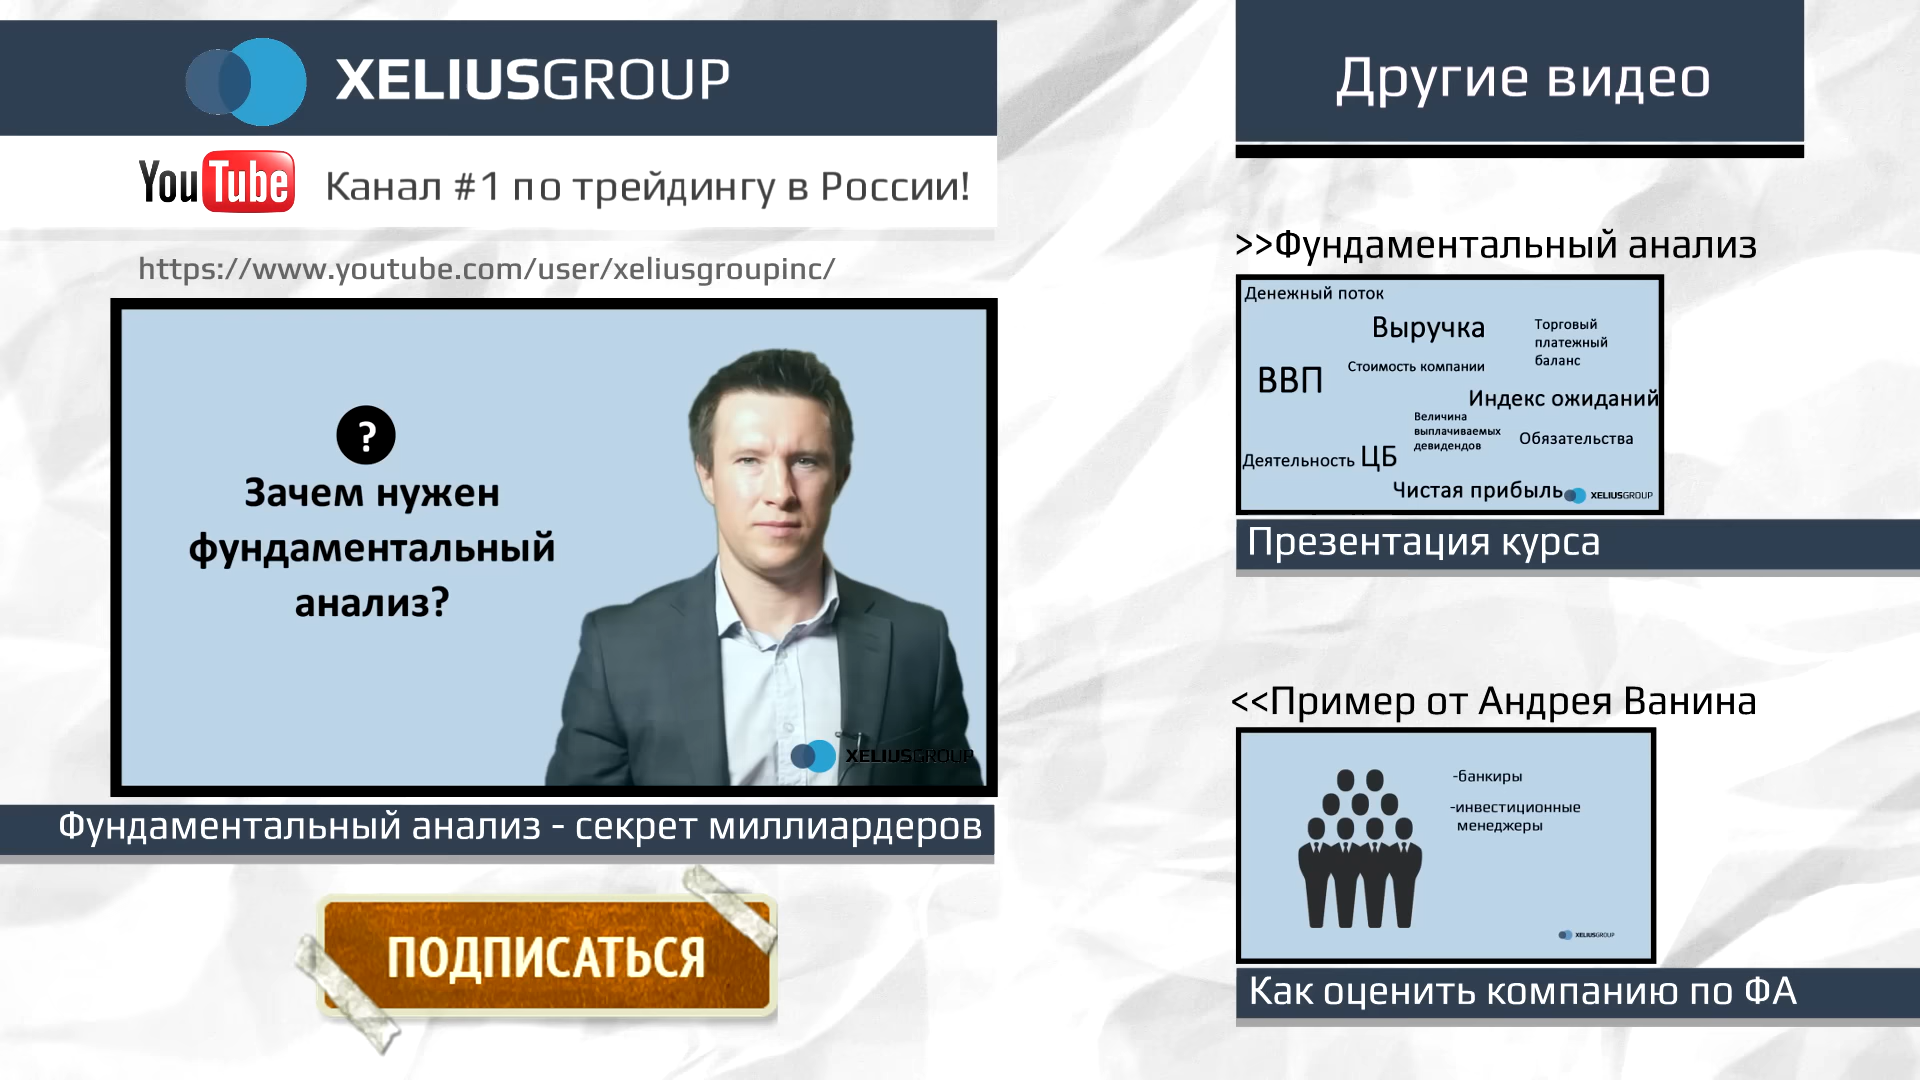 XELIUSGROUP
You Tube Канал #1 по трейдингу в России!
https://www.youtube.com/user/xeliusgroupinc/
?
Зачем нужен
фундаментальный
анализ?
XELIUSGROUP
Фундаментальный анализ - секрет миллиардеров
ПОДПИСАТЬСЯ
Другие видео
>>Фундаментальный анализ
Денежный поток
Выручка
Торговый
платежный
баланс
Стоимость компании
ВВП
Индекс ожиданий
Величина
выплачиваемых
девидендов
Обязательства
Деятельность ЦБ
Чистая прибыль
XELIUSGROUP
Презентация курса
<<Пример от Андрея Ванина
-банкиры
-инвестиционные
менеджеры
XELIUSGROUP
Как оценить компанию по ФА